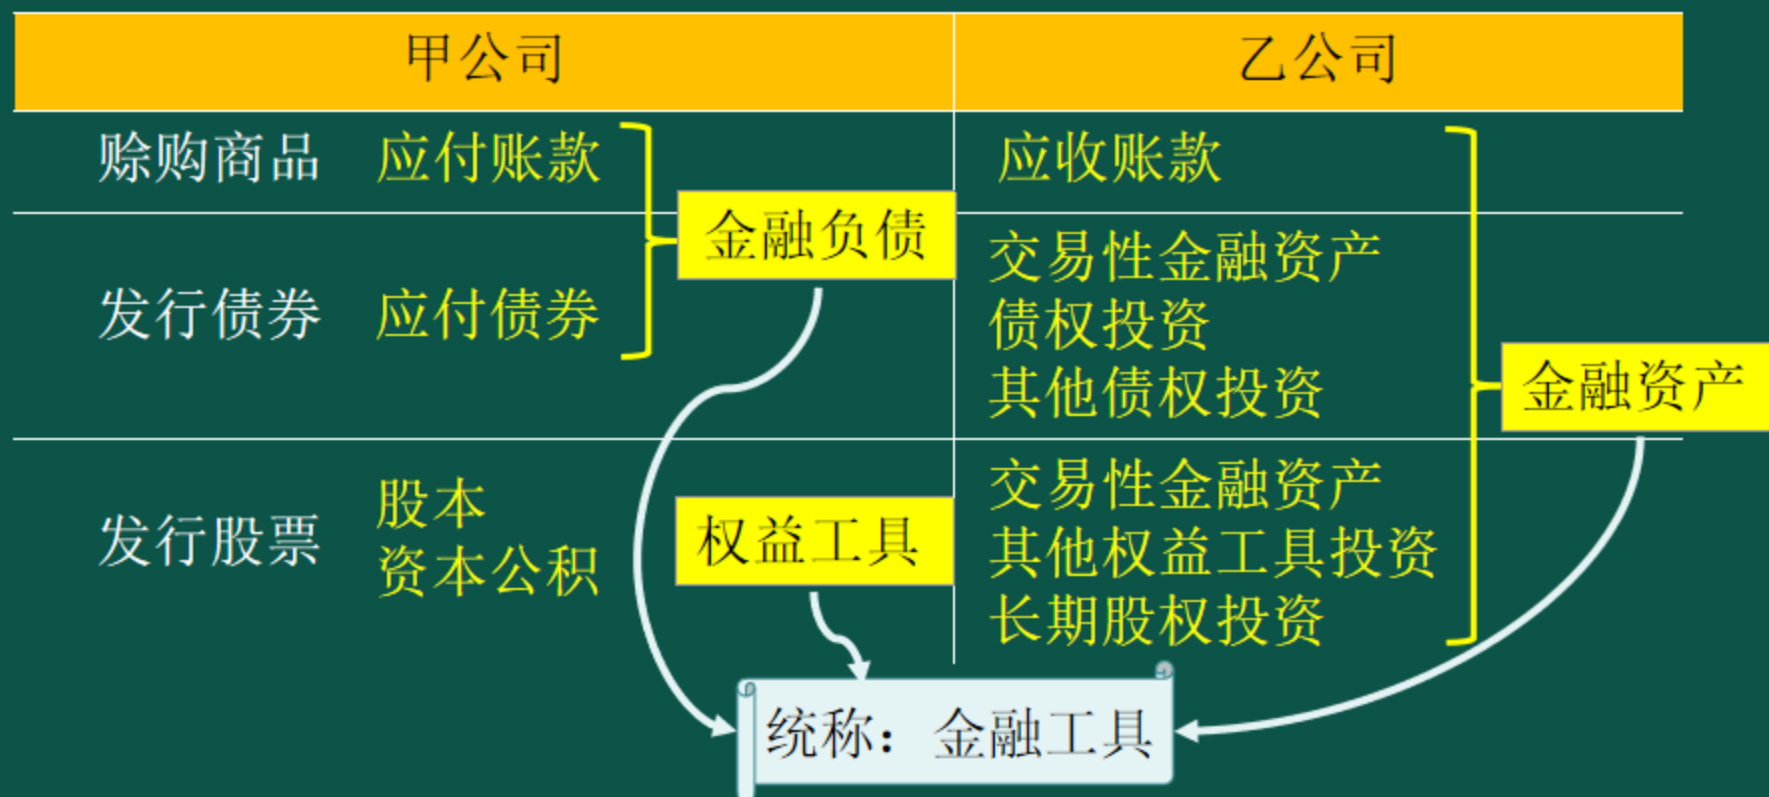 甲公司
乙公司
赊购商品 应付账款
应收账款
金融负债
发行债券 应付债券
交易性金融资产
债权投资
其他债权投资
金融资产
发行股票
股本
资本公积
权益工具
交易性金融资产
其他权益工具投资
长期股权投资
统称：金融工具